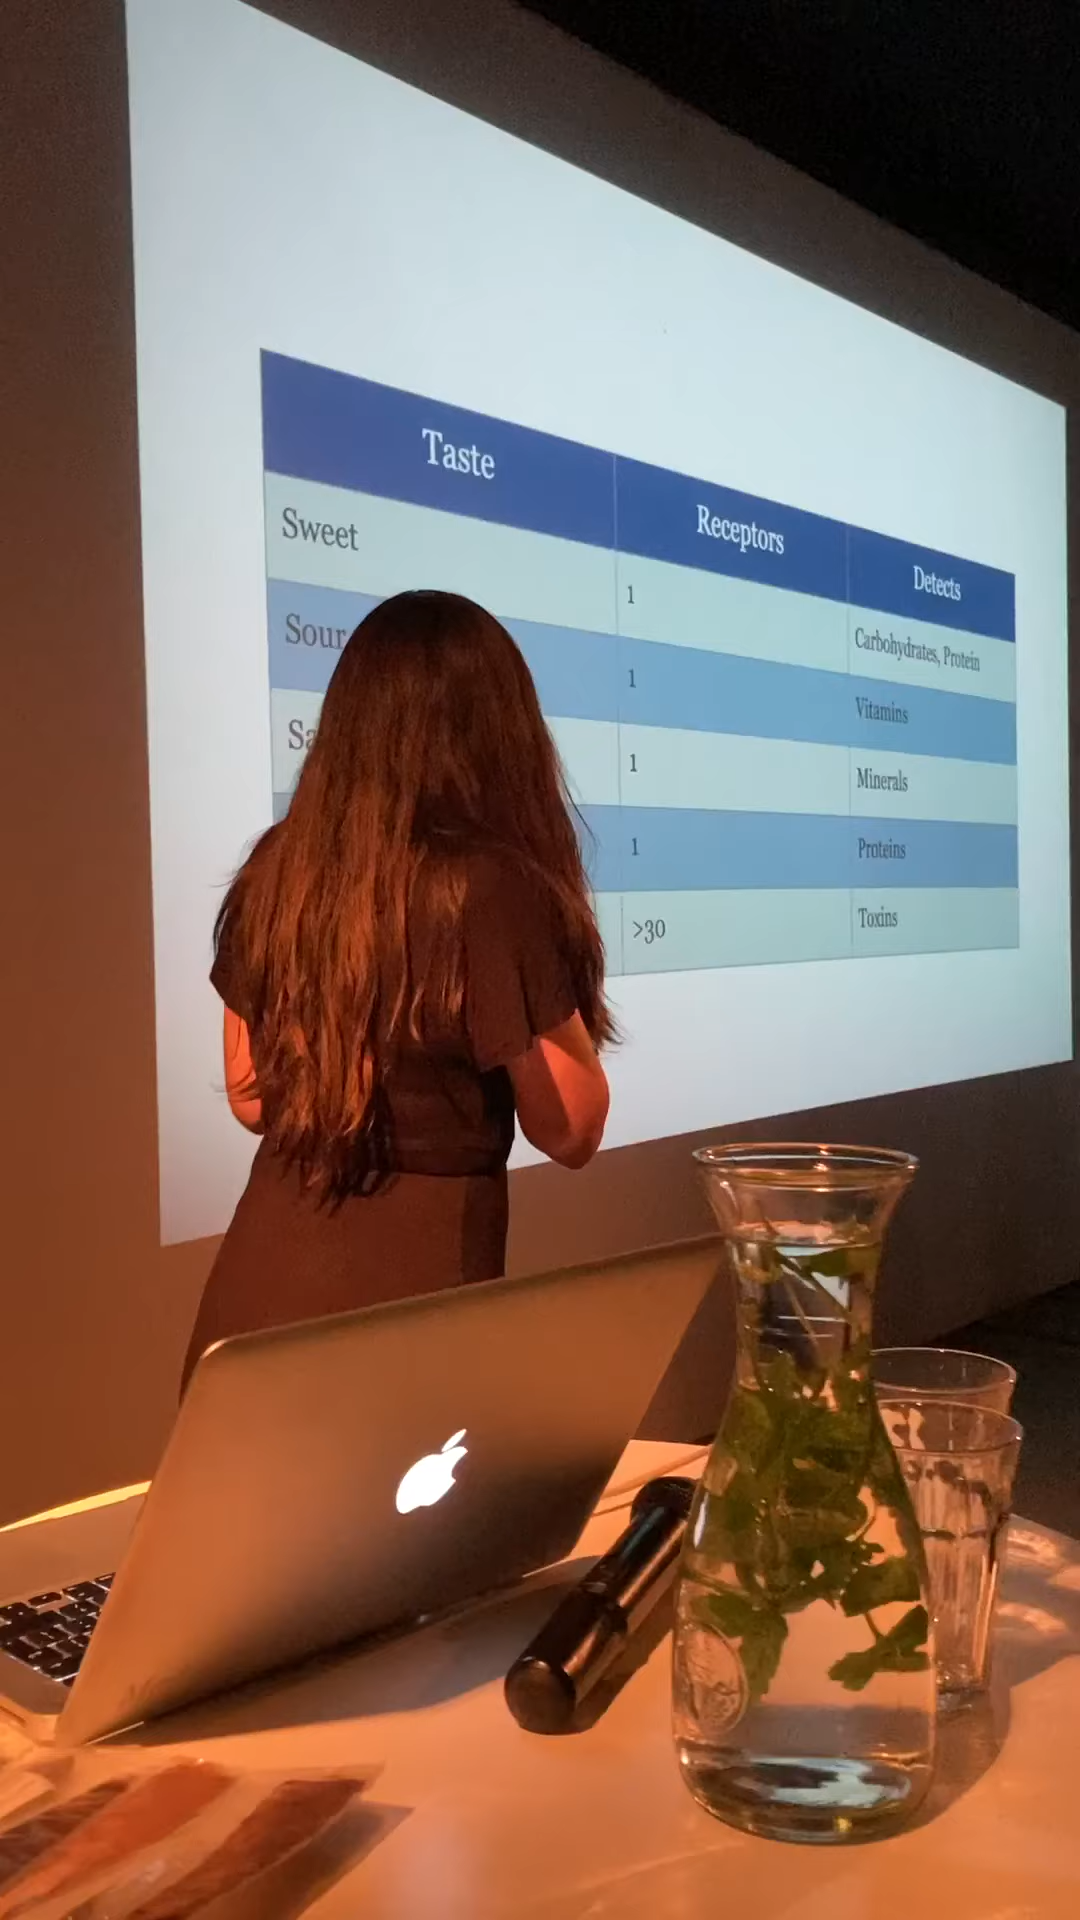 Taste Receptors Detects
Sweet 1 Carbohydrates, Protein
Sour 1 Vitamins
1 Minerals
1 Proteins
>30 Toxins